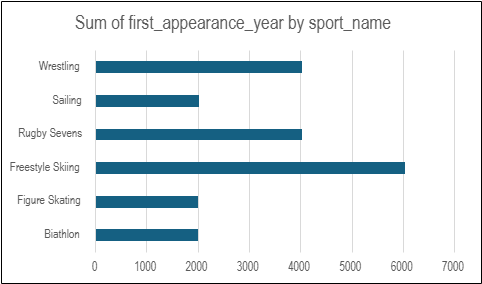 Sum of first_appearance_year by sport_name
Wrestling
Sailing
Rugby Sevens
Freestyle Skiing
Figure Skating
Biathlon
0 1000 2000 3000 4000 5000 6000 7000